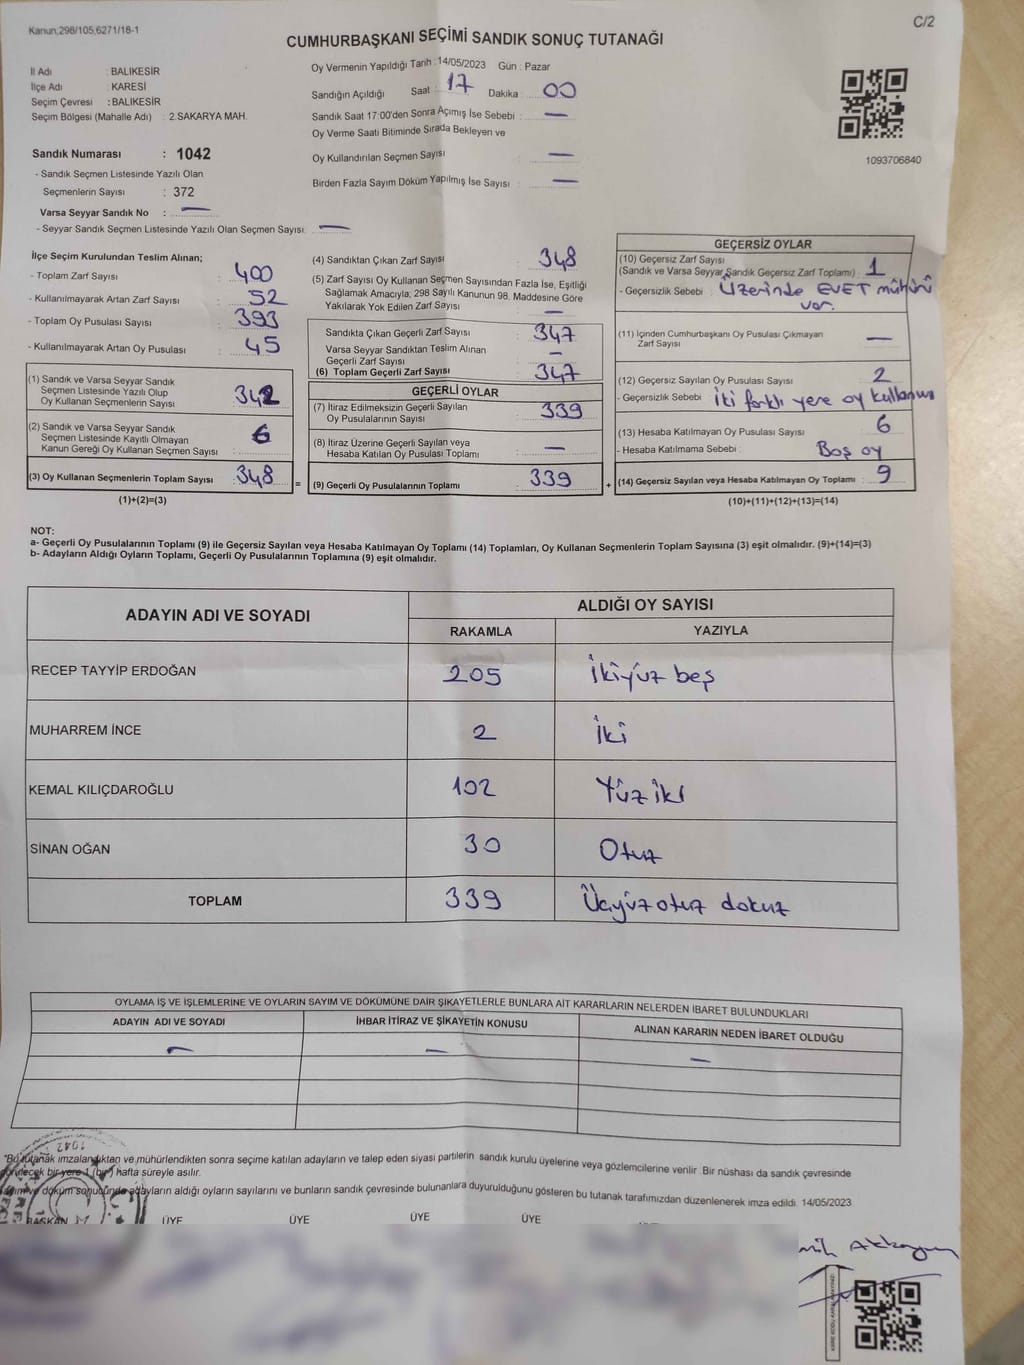 Kanun;298/105,6271/18-1
C/2
CUMHURBAŞKANI SEÇİMİ SANDIK SONUÇ TUTANAĞI
İl Adı : BALIKESİR
İlçe Adı : KARESİ
Seçim Çevresi : BALIKESİR
Seçim Bölgesi (Mahalle Adı) : 2.SAKARYA MAH.
Sandık Numarası : 1042
- Sandık Seçmen Listesinde Yazılı Olan
Seçmenlerin Sayısı : 372
Varsa Seyyar Sandık No : —
- Seyyar Sandık Seçmen Listesinde Yazılı Olan Seçmen Sayısı: —
Oy Vermenin Yapıldığı Tarih : 14/05/2023 Gün : Pazar
Sandığın Açıldığı Saat : 17 Dakika : 00
Sandık Saat 17:00'den Sonra Açımış İse Sebebi : —
Oy Verme Saati Bitiminde Sırada Bekleyen ve
Oy Kullandırılan Seçmen Sayısı : —
Birden Fazla Sayım Döküm Yapılmış İse Sayısı : —
1093706840
İlçe Seçim Kurulundan Teslim Alınan;
- Toplam Zarf Sayısı : 400
- Kullanılmayarak Artan Zarf Sayısı : 52
- Toplam Oy Pusulası Sayısı : 393
- Kullanılmayarak Artan Oy Pusulası : 45
(1) Sandık ve Varsa Seyyar Sandık
Seçmen Listesinde Yazılı Olup
Oy Kullanan Seçmenlerin Sayısı : 342
(2) Sandık ve Varsa Seyyar Sandık
Seçmen Listesinde Kayıtlı Olmayan
Kanun Gereği Oy Kullanan Seçmen Sayısı : 6
(3) Oy Kullanan Seçmenlerin Toplam Sayısı : 348
(1)+(2)=(3)
=
(4) Sandıktan Çıkan Zarf Sayısı : 348
(5) Zarf Sayısı Oy Kullanan Seçmen Sayısından Fazla İse, Eşitliği
Sağlamak Amacıyla, 298 Sayılı Kanunun 98. Maddesine Göre
Yakılarak Yok Edilen Zarf Sayısı : —
Sandıkta Çıkan Geçerli Zarf Sayısı : 347
Varsa Seyyar Sandıktan Teslim Alınan
Geçerli Zarf Sayısı : —
(6) Toplam Geçerli Zarf Sayısı : 347
GEÇERLİ OYLAR
(7) İtiraz Edilmeksizin Geçerli Sayılan
Oy Pusulasının Sayısı : 339
(8) İtiraz Üzerine Geçerli Sayılan veya
Hesaba Katılan Oy Pusulası Toplamı : —
(9) Geçerli Oy Pusulalarının Toplamı : 339
+
GEÇERSİZ OYLAR
(10) Geçersiz Zarf Sayısı
(Sandık ve Varsa Seyyar Sandık Geçersiz Zarf Toplamı) : 1
- Geçersizlik Sebebi : Üzerinde EVET mühürü
var.
(11) İçinden Cumhurbaşkanı Oy Pusulası Çıkmayan
Zarf Sayısı : —
(12) Geçersiz Sayılan Oy Pusulası Sayısı : 2
- Geçersizlik Sebebi : İki farklı yere oy kullanımı
(13) Hesaba Katılmayan Oy Pusulası Sayısı : 6
- Hesaba Katılmama Sebebi : Boş oy
(14) Geçersiz Sayılan veya Hesaba Katılmayan Oy Toplamı : 9
(10)+(11)+(12)+(13)=(14)
NOT:
a- Geçerli Oy Pusulalarının Toplamı (9) ile Geçersiz Sayılan veya Hesaba Katılmayan Oy Toplamı (14) Toplamları, Oy Kullanan Seçmenlerin Toplam Sayısına (3) eşit olmalıdır. (9)+(14)=(3)
b- Adayların Aldığı Oyların Toplamı, Geçerli Oy Pusulalarının Toplamına (9) eşit olmalıdır.
ADAYIN ADI VE SOYADI ALDIĞI OY SAYISI
RAKAMLA YAZIYLA
RECEP TAYYİP ERDOĞAN 205 İkiyüz beş
MUHARREM İNCE 2 İki
KEMAL KILIÇDAROĞLU 102 Yüz iki
SİNAN OĞAN 30 Otuz
TOPLAM 339 Üçyüz otuz dokuz
OYLAMA İŞ VE İŞLEMLERİNE VE OYLARIN SAYIM VE DÖKÜMÜNE DAİR ŞİKAYETLERLE BUNLARA AİT KARARLARIN NELERDEN İBARET BULUNDUKLARI
ADAYIN ADI VE SOYADI İHBAR İTİRAZ VE ŞİKAYETİN KONUSU ALINAN KARARIN NEDEN İBARET OLDUĞU
— — —
1042
*Bu tutanak imzalandıktan ve mühürlendikten sonra seçime katılan adayların ve talep eden siyasi partilerin sandık kurulu üyelerine veya gözlemcilerine verilir. Bir nüshası da sandık çevresinde
görülecek bir yere 1 (bir) hafta süreyle asılır.
ve döküm sonucunda adayların aldığı oyların sayılarını ve bunların sandık çevresinde bulunanlara duyurulduğunu gösteren bu tutanak tarafımızdan düzenlenerek imza edildi. 14/05/2023
BAŞKAN ÜYE ÜYE ÜYE ÜYE